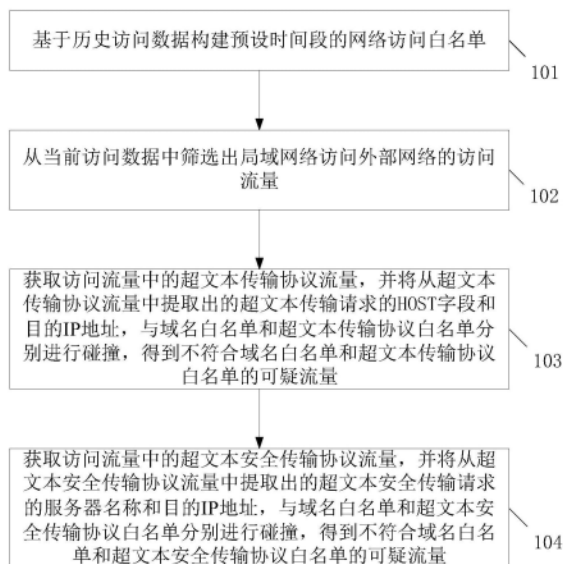 基于历史访问数据构建预设时间段的网络访问白名单
101
从当前访问数据中筛选出局域网络访问外部网络的访问
流量
102
获取访问流量中的超文本传输协议流量，并将从超文本
传输协议流量中提取出的超文本传输请求的HOST字段和
目的IP地址，与域名白名单和超文本传输协议白名单分
别进行碰撞，得到不符合域名白名单和超文本传输协议
白名单的可疑流量
103
获取访问流量中的超文本安全传输协议流量，并将从超
文本安全传输协议流量中提取出的超文本安全传输请求
的服务器名称和目的IP地址，与域名白名单和超文本安
全传输协议白名单分别进行碰撞，得到不符合域名白名
单和超文本安全传输协议白名单的可疑流量
104